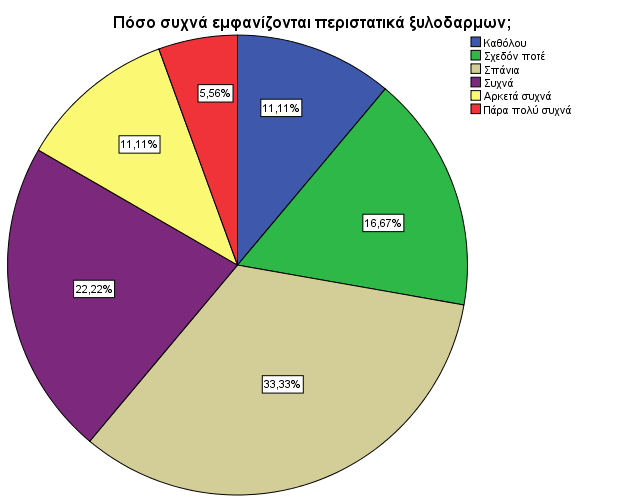 Πόσο συχνά εμφανίζονται περιστατικά ξυλοδαρμων;
Καθόλου
Σχεδόν ποτέ
Σπάνια
Συχνά
Αρκετά συχνά
Πάρα πολύ συχνά
5,56%
11,11%
11,11%
16,67%
22,22%
33,33%